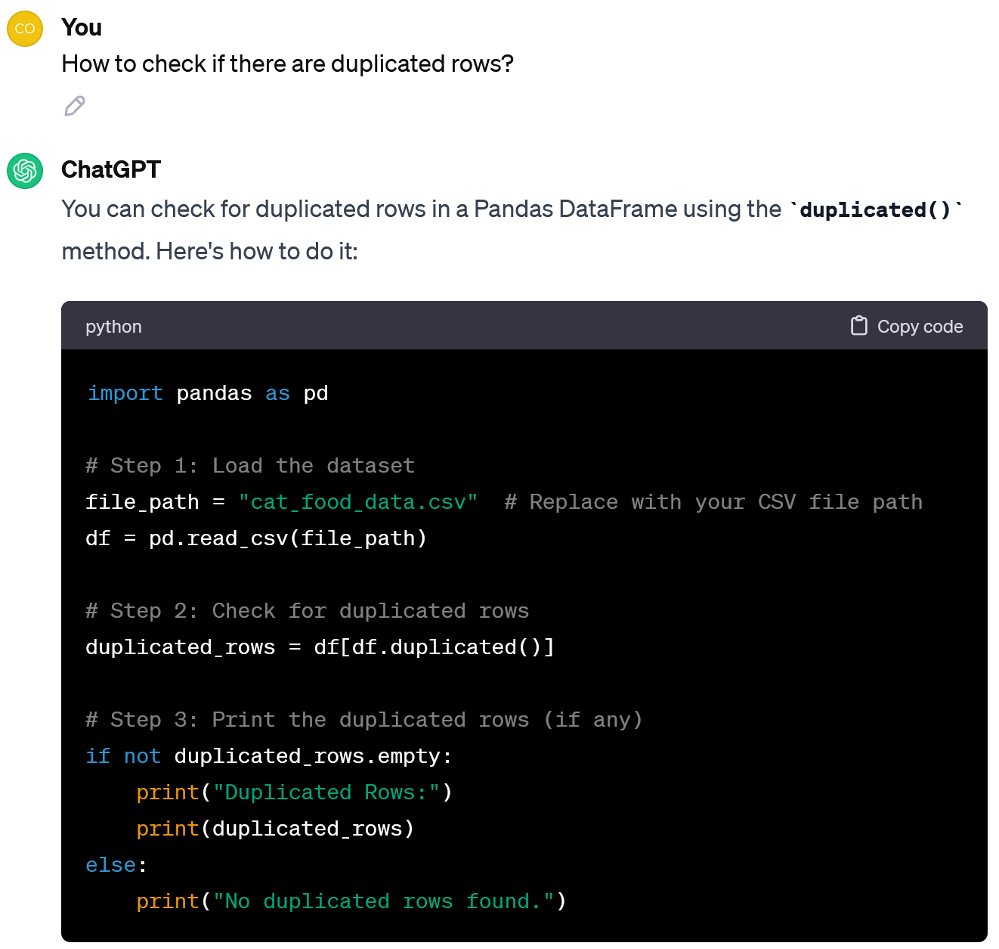 CO
You
How to check if there are duplicated rows?
ChatGPT
You can check for duplicated rows in a Pandas DataFrame using the `duplicated()`
method. Here's how to do it:
python
Copy code
import pandas as pd
# Step 1: Load the dataset
file_path = "cat_food_data.csv"  # Replace with your CSV file path
df = pd.read_csv(file_path)
# Step 2: Check for duplicated rows
duplicated_rows = df[df.duplicated()]
# Step 3: Print the duplicated rows (if any)
if not duplicated_rows.empty:
    print("Duplicated Rows:")
    print(duplicated_rows)
else:
    print("No duplicated rows found.")